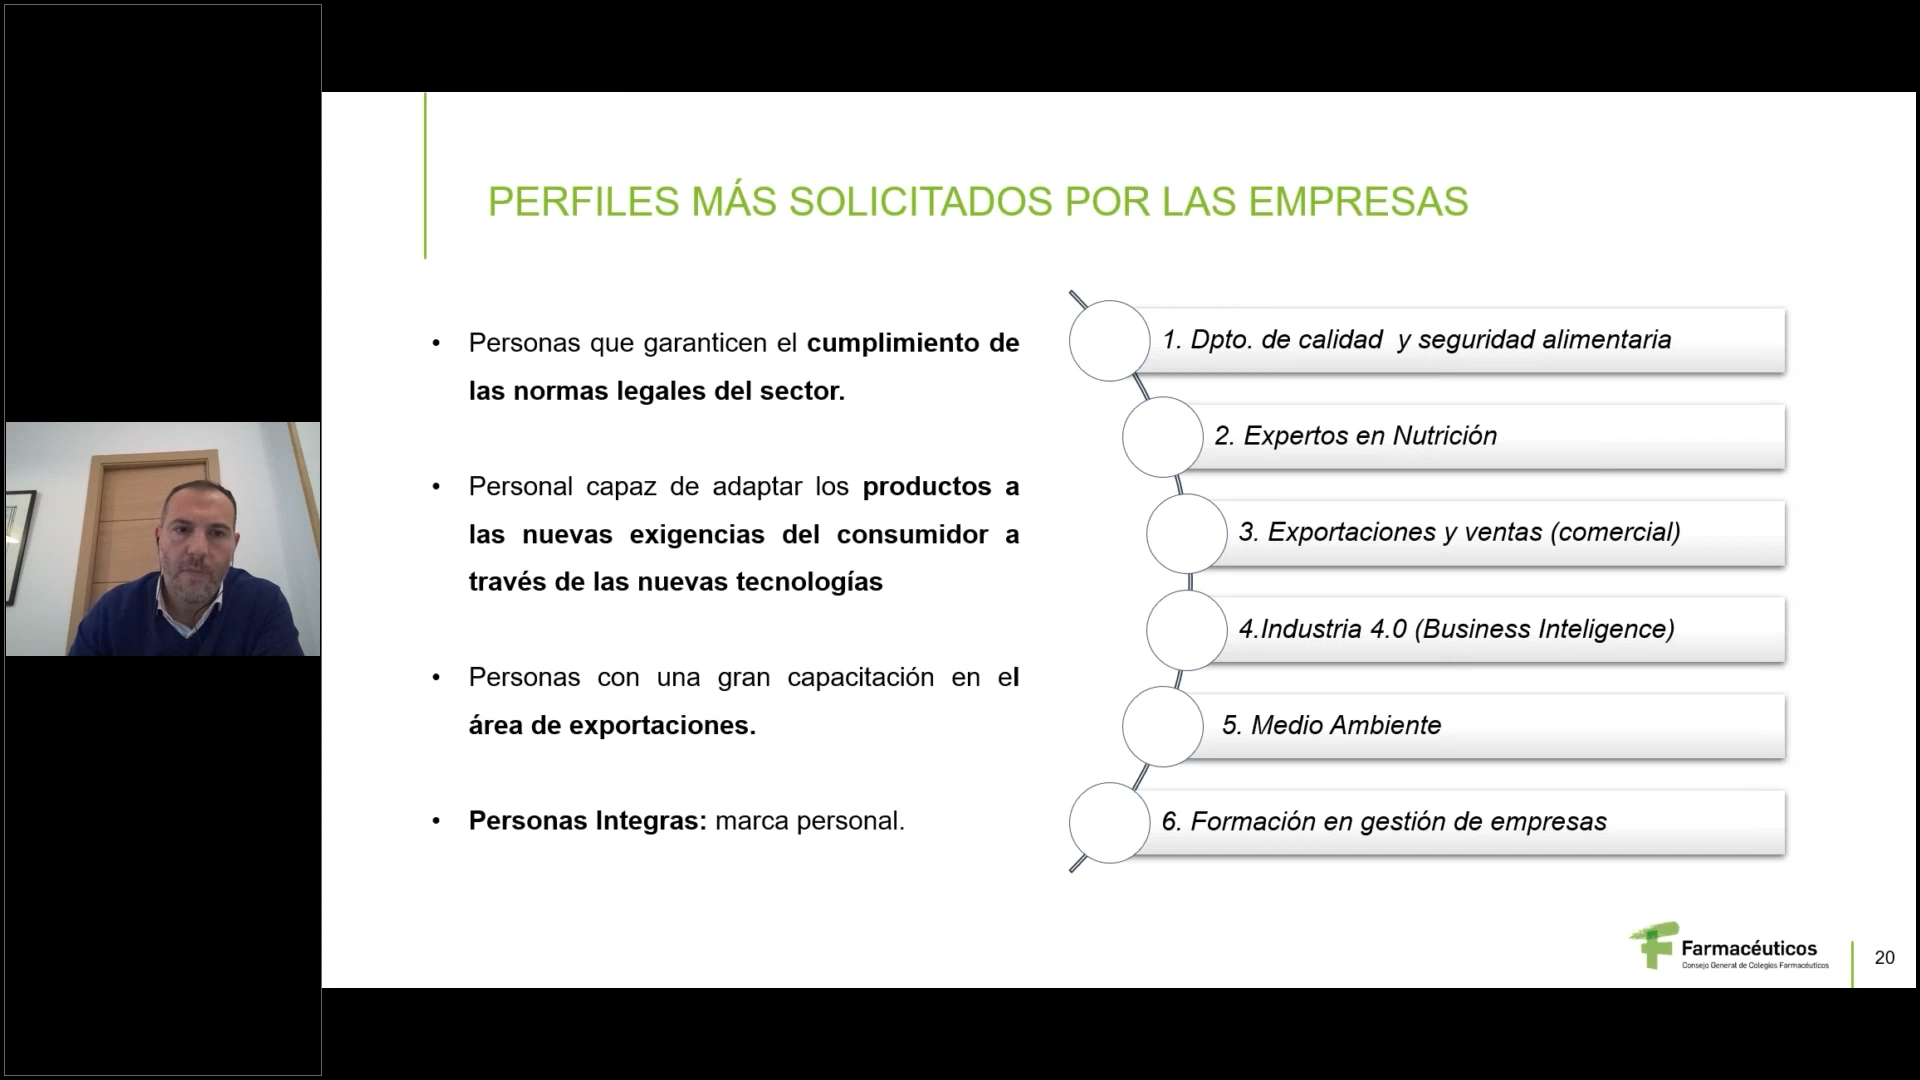 PERFILES MÁS SOLICITADOS POR LAS EMPRESAS
• Personas que garanticen el cumplimiento de
las normas legales del sector.
• Personal capaz de adaptar los productos a
las nuevas exigencias del consumidor a
través de las nuevas tecnologías
• Personas con una gran capacitación en el
área de exportaciones.
• Personas Integras: marca personal.
1. Dpto. de calidad y seguridad alimentaria
2. Expertos en Nutrición
3. Exportaciones y ventas (comercial)
4.Industria 4.0 (Business Inteligence)
5. Medio Ambiente
6. Formación en gestión de empresas
Farmacéuticos
Consejo General de Colegios Farmacéuticos
20